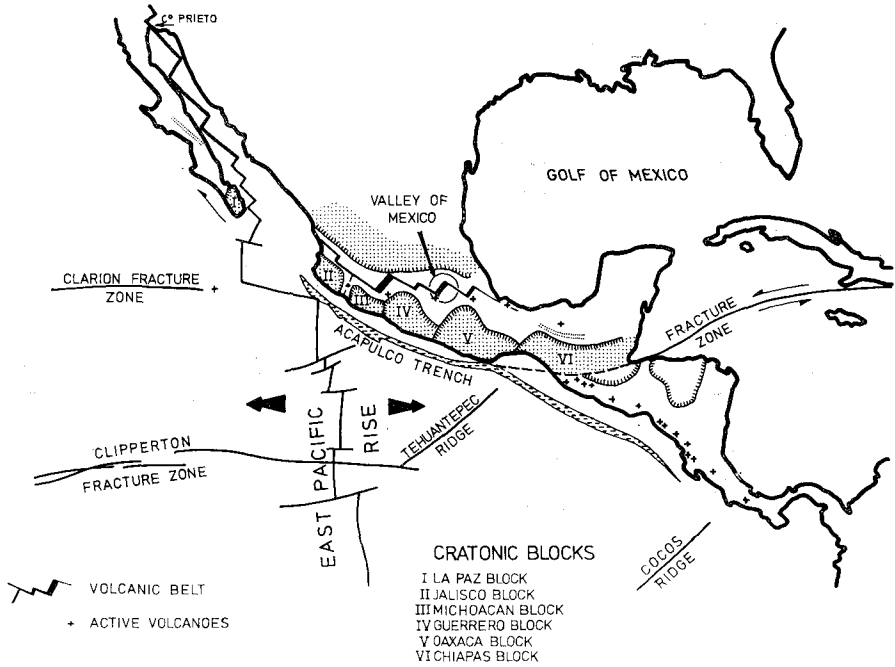 Cº PRIETO
GOLF OF MEXICO
VALLEY OF
MEXICO
I
CLARION FRACTURE
ZONE
II
III
IV
V
VI
FRACTURE
ZONE
ACAPULCO TRENCH
TEHUANTEPEC
RIDGE
CLIPPERTON
FRACTURE ZONE
EAST PACIFIC
RISE
COCOS
RIDGE
CRATONIC BLOCKS
I LA PAZ BLOCK
II JALISCO BLOCK
III MICHOACAN BLOCK
IV GUERRERO BLOCK
V OAXACA BLOCK
VI CHIAPAS BLOCK
VOLCANIC BELT
+ ACTIVE VOLCANOES